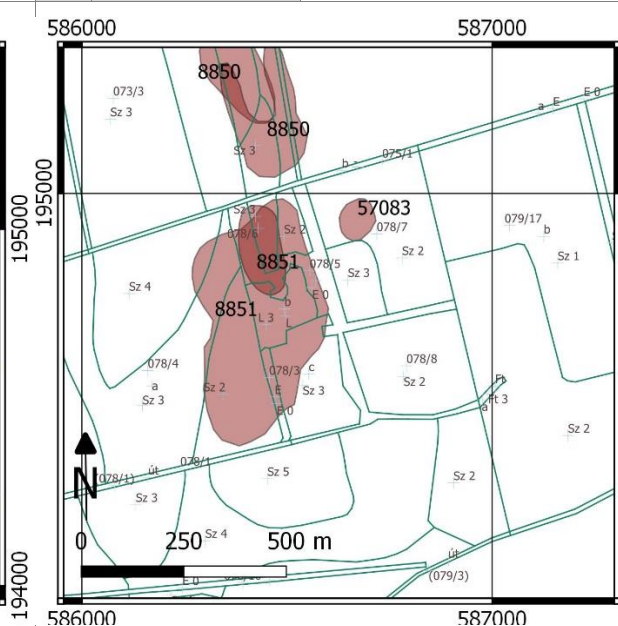 586000 587000
8850
E 0
073/3
a E
Sz 3
8850
Sz 3
075/1
b
195000
195000
Sz 3
57083
079/17
078/6
Sz 2
078/7
b
Sz 2
8851
078/5
Sz 1
Sz 3
Sz 4
b
E 0
8851
L 3
L
078/4
078/3
c
078/8
Ft
a
Sz 2
E
Sz 3
Sz 2
Sz 3
a
Ft 3
E 0
Sz 2
078/1
út
(078/1)
Sz 5
Sz 2
N
Sz 3
Sz 4
0 250 500 m
út
(079/3)
E 0
194000
194000
586000 587000